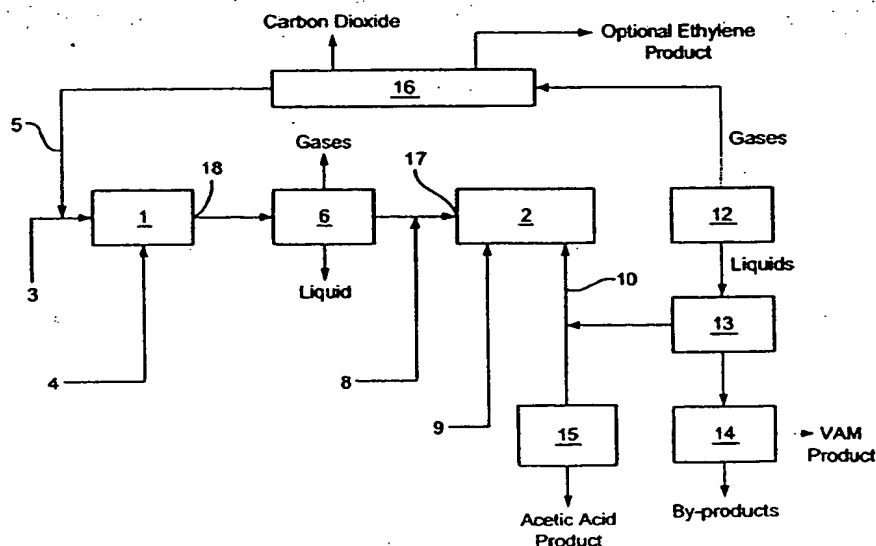 Carbon Dioxide
Optional Ethylene
Product
16
5
Gases
Gases
18
17
1
6
2
12
3
Liquid
10
Liquids
13
4
8
9
15
14
VAM
Product
Acetic Acid
Product
By-products